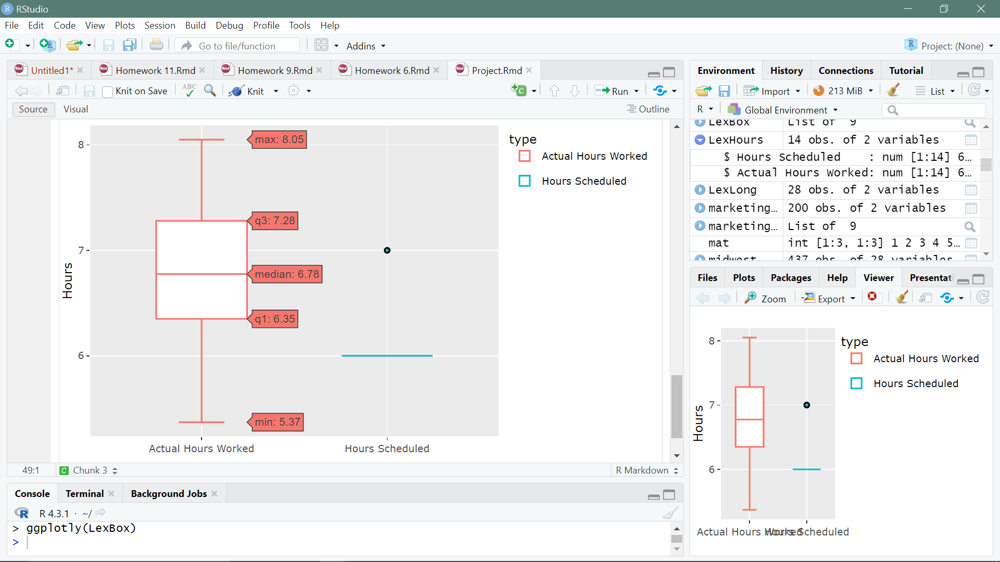 RStudio
File Edit Code View Plots Session Build Debug Profile Tools Help
Go to file/function Addins Project: (None)
Untitled1* Homework 11.Rmd Homework 9.Rmd Homework 6.Rmd Project.Rmd
Knit on Save ABC Knit Run
Source Visual Outline
8
7
6
Hours
max: 8.05
q3: 7.28
median: 6.78
q1: 6.35
min: 5.37
Actual Hours Worked Hours Scheduled
type
Actual Hours Worked
Hours Scheduled
49:1 Chunk 3 R Markdown
Console Terminal Background Jobs
R 4.3.1 · ~/
> ggplotly(LexBox)
>
Environment History Connections Tutorial
Import 213 MiB List
R Global Environment
LexBox List of 9
LexHours 14 obs. of 2 variables
$ Hours Scheduled : num [1:14] 6…
$ Actual Hours Worked: num [1:14] 6…
LexLong 28 obs. of 2 variables
marketing… 200 obs. of 2 variables
marketing… List of 9
mat int [1:3, 1:3] 1 2 3 4 5…
midwest 437 obs. of 28 variables
Files Plots Packages Help Viewer Presentati
Zoom Export
8
7
6
Hours
Actual Hours Worked Hours Scheduled
type
Actual Hours Worked
Hours Scheduled